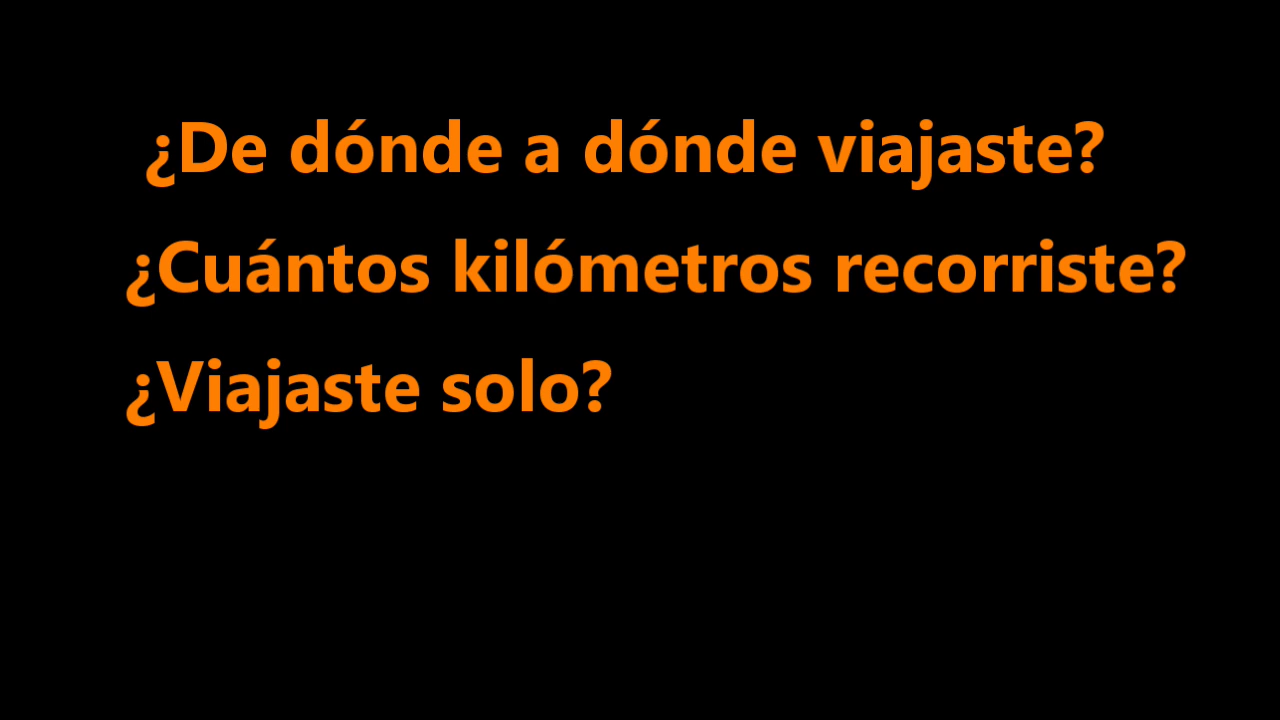 ¿De dónde a dónde viajaste?
¿Cuántos kilómetros recorriste?
¿Viajaste solo?